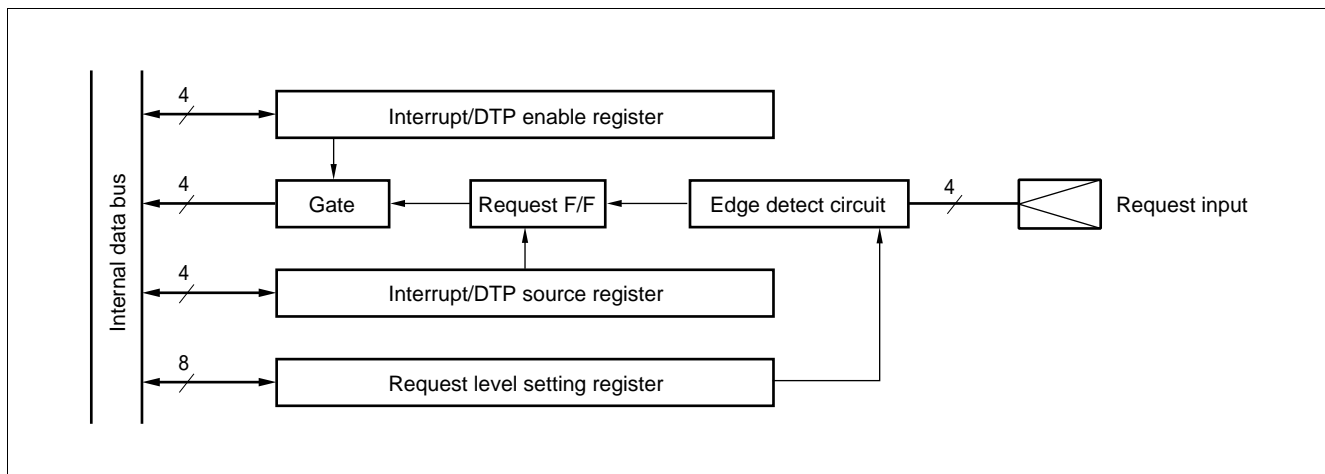 Internal data bus
4
Interrupt/DTP enable register
4
Gate
Request F/F
Edge detect circuit
4
Request input
4
Interrupt/DTP source register
8
Request level setting register